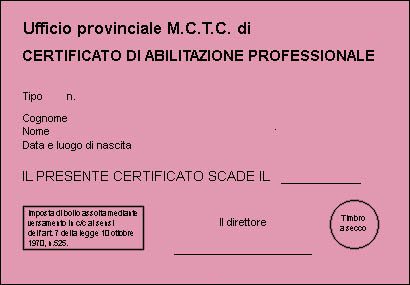 Ufficio provinciale M.C.T.C. di
CERTIFICATO DI ABILITAZIONE PROFESSIONALE
Tipo n.
Cognome
Nome
Data e luogo di nascita
IL PRESENTE CERTIFICATO SCADE IL
Imposta di bollo assolta mediante
versamento in c/c ai sensi
dell'art. 7 della legge 10 ottobre
1970, n.525.
Il direttore
Timbro
a secco